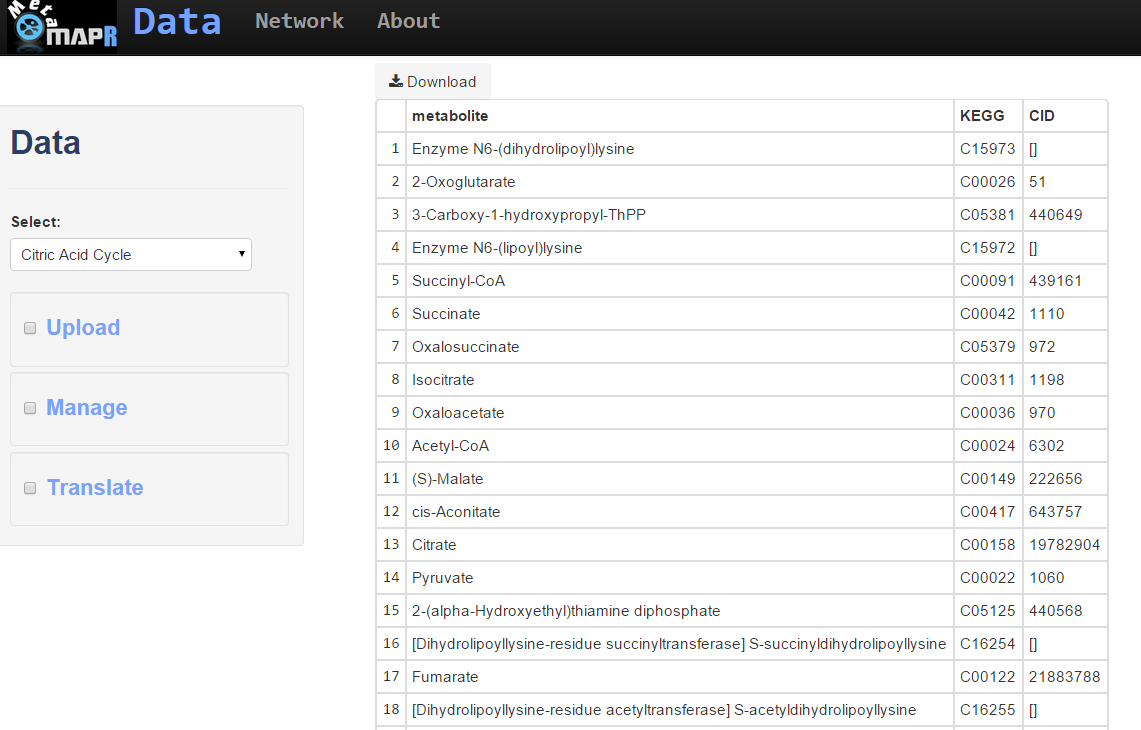 Meta MAPR Data Network About
Download
Data
Select:
Citric Acid Cycle
Upload
Manage
Translate
metabolite KEGG CID
1 Enzyme N6-(dihydrolipoyl)lysine C15973 []
2 2-Oxoglutarate C00026 51
3 3-Carboxy-1-hydroxypropyl-ThPP C05381 440649
4 Enzyme N6-(lipoyl)lysine C15972 []
5 Succinyl-CoA C00091 439161
6 Succinate C00042 1110
7 Oxalosuccinate C05379 972
8 Isocitrate C00311 1198
9 Oxaloacetate C00036 970
10 Acetyl-CoA C00024 6302
11 (S)-Malate C00149 222656
12 cis-Aconitate C00417 643757
13 Citrate C00158 19782904
14 Pyruvate C00022 1060
15 2-(alpha-Hydroxyethyl)thiamine diphosphate C05125 440568
16 [Dihydrolipoyllysine-residue succinyltransferase] S-succinyldihydrolipoyllysine C16254 []
17 Fumarate C00122 21883788
18 [Dihydrolipoyllysine-residue acetyltransferase] S-acetyldihydrolipoyllysine C16255 []